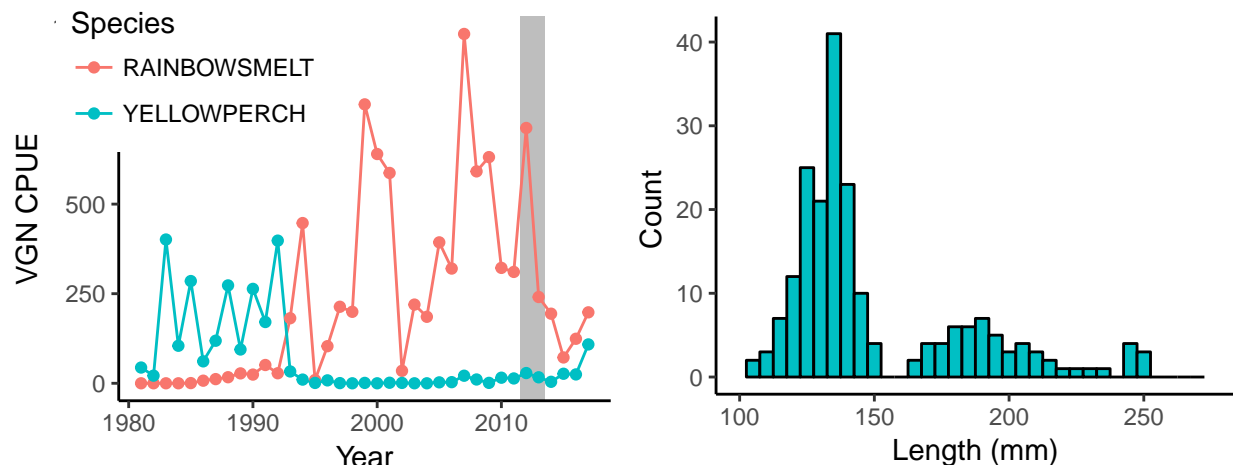 Species
RAINBOWSMELT
YELLOWPERCH
VGN CPUE
500
250
0
1980
1990
2000
2010
Year
Count
40
30
20
10
0
100
150
200
250
Length (mm)